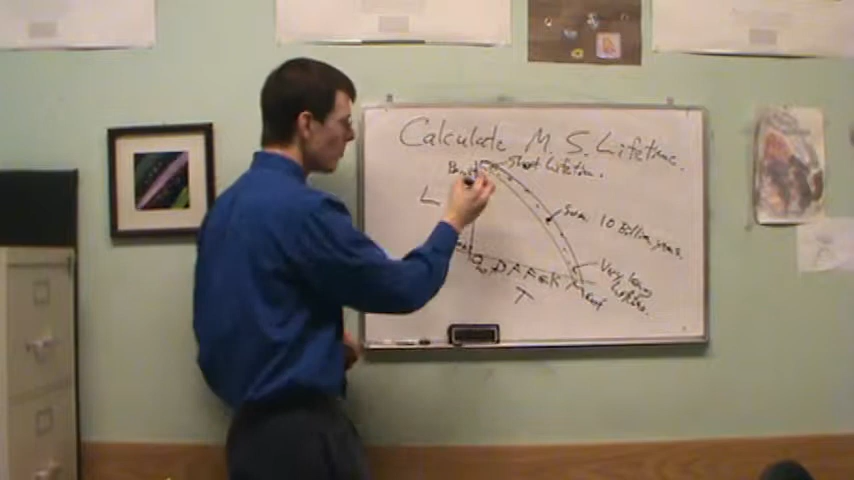 Calculate M. S. Lifetime.
Short Lifetime.
L
Sun: 10 Billion years.
Very long
lifetime.
T